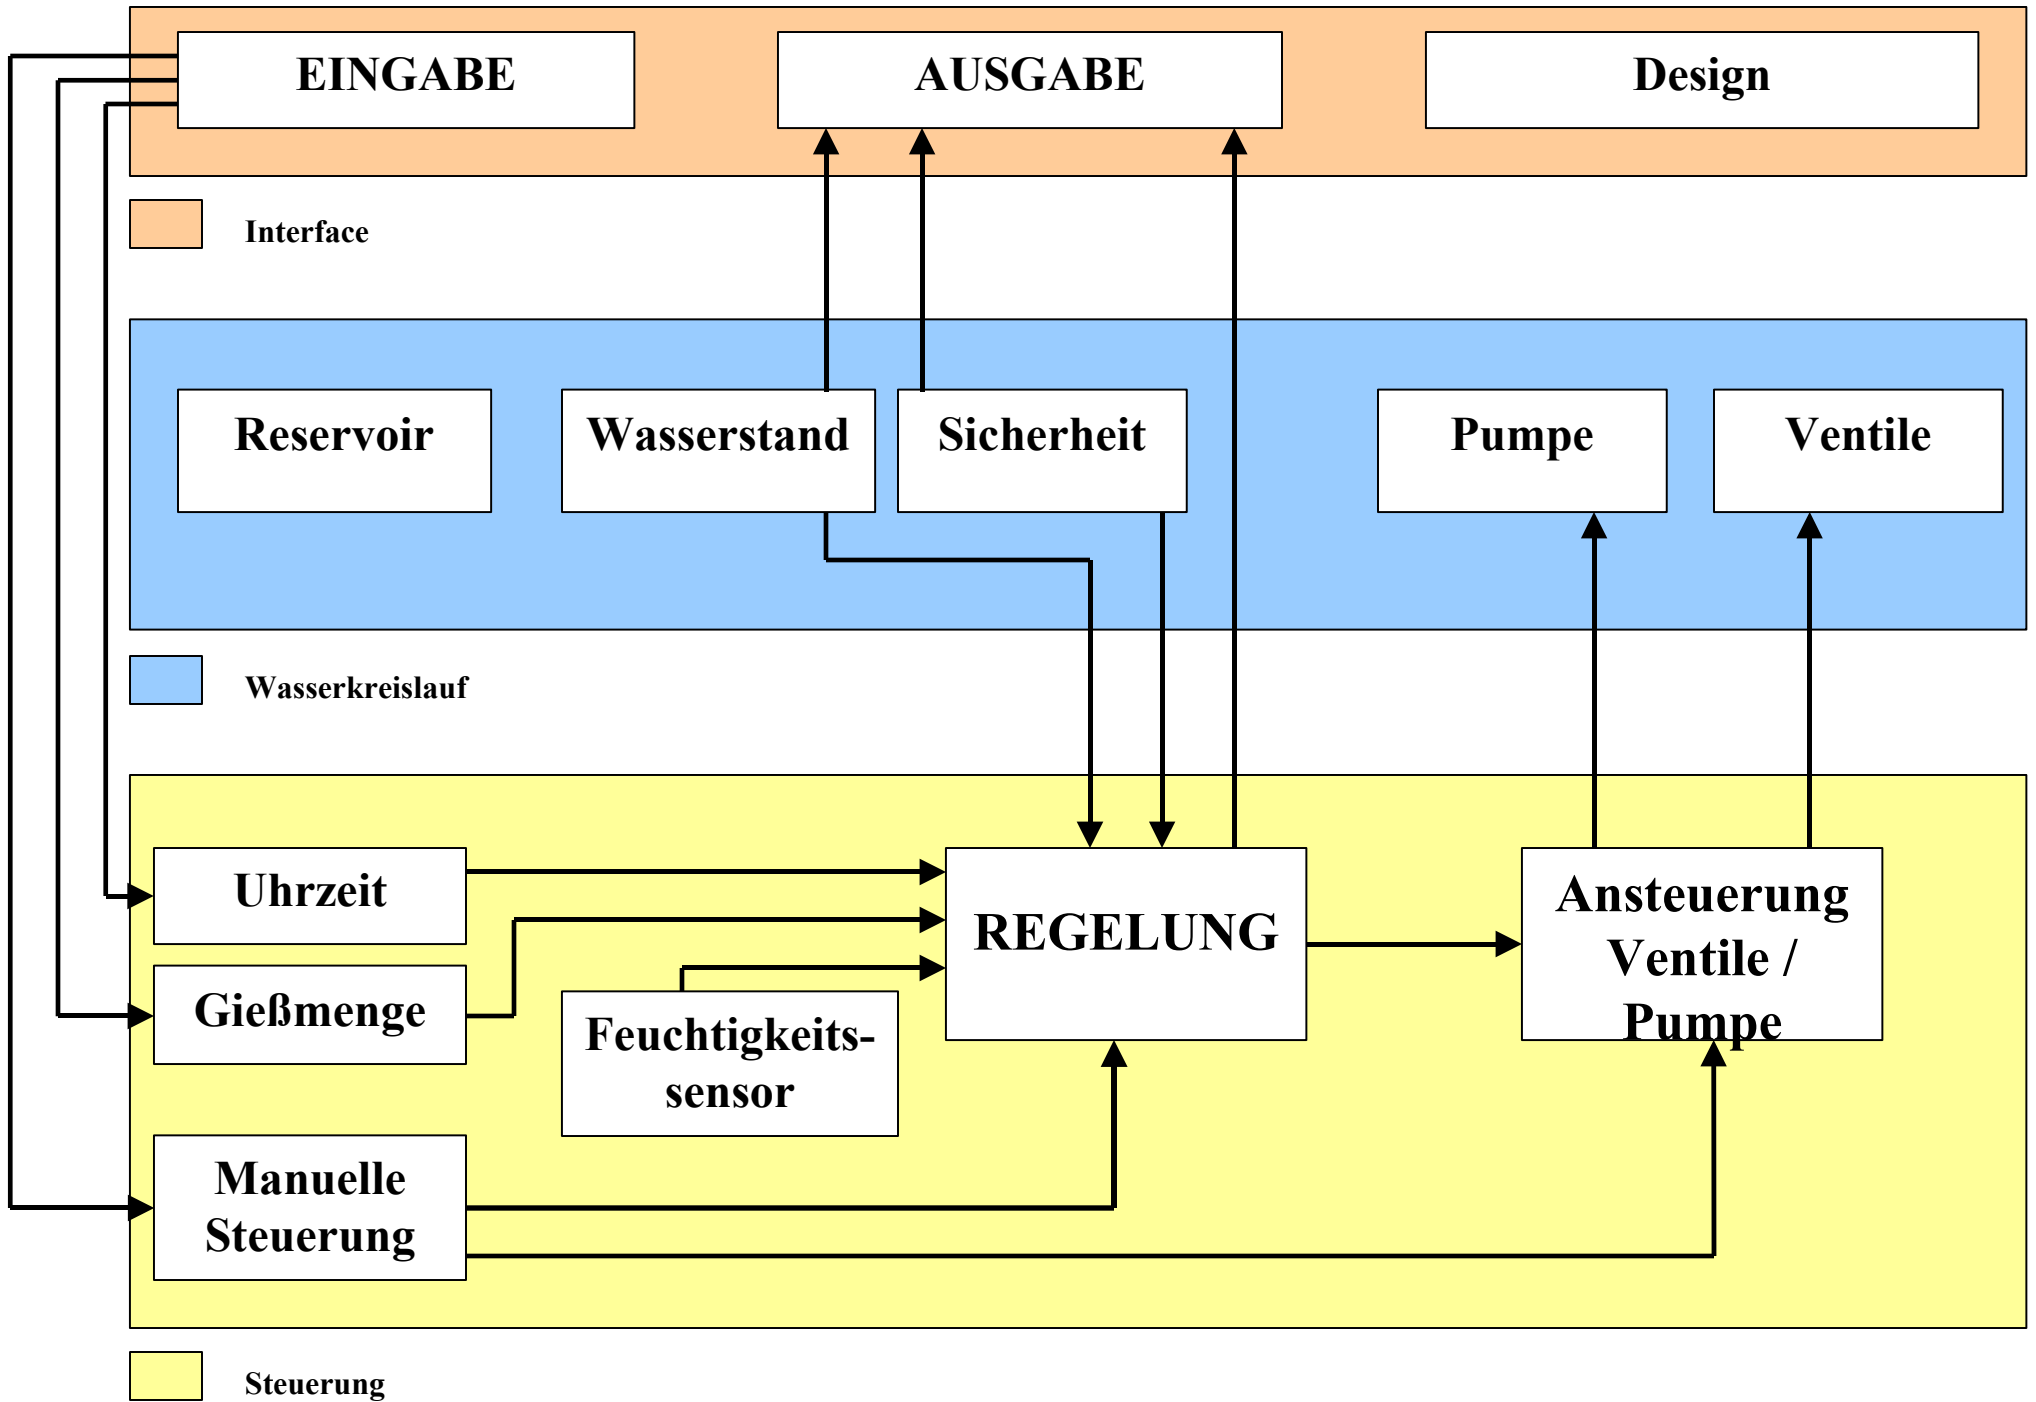 EINGABE
AUSGABE
Design
Interface
Reservoir
Wasserstand
Sicherheit
Pumpe
Ventile
Wasserkreislauf
Uhrzeit
Gießmenge
Feuchtigkeits-
sensor
REGELUNG
Ansteuerung
Ventile /
Pumpe
Manuelle
Steuerung
Steuerung